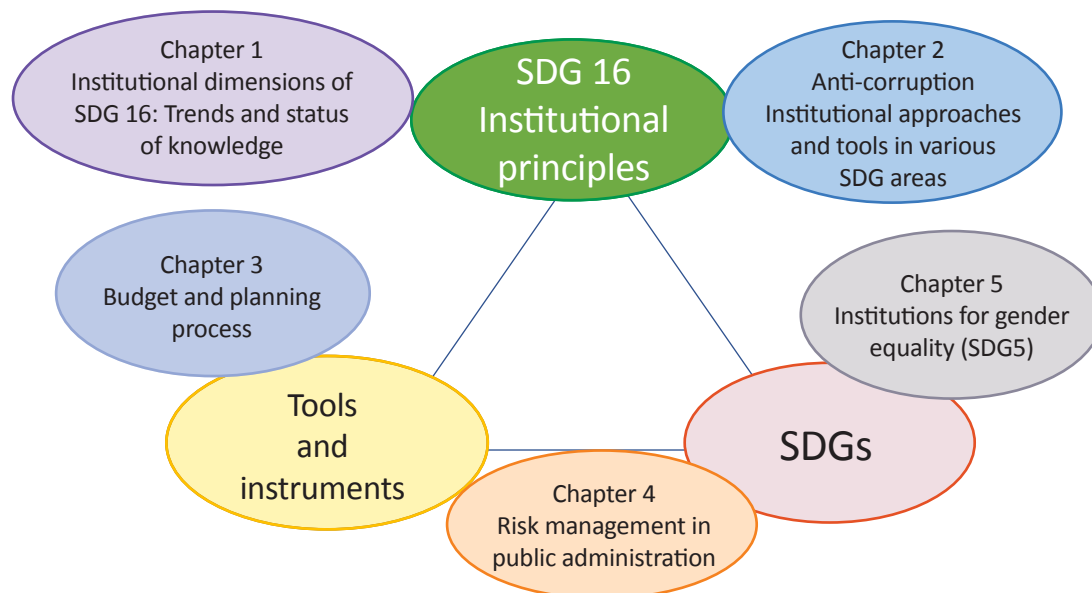 Chapter 1
Institutional dimensions of
SDG 16: Trends and status
of knowledge
SDG 16
Institutional
principles
Chapter 2
Anti-corruption
Institutional approaches
and tools in various
SDG areas
Chapter 3
Budget and planning
process
Chapter 5
Institutions for gender
equality (SDG5)
Tools
and
instruments
SDGs
Chapter 4
Risk management in
public administration